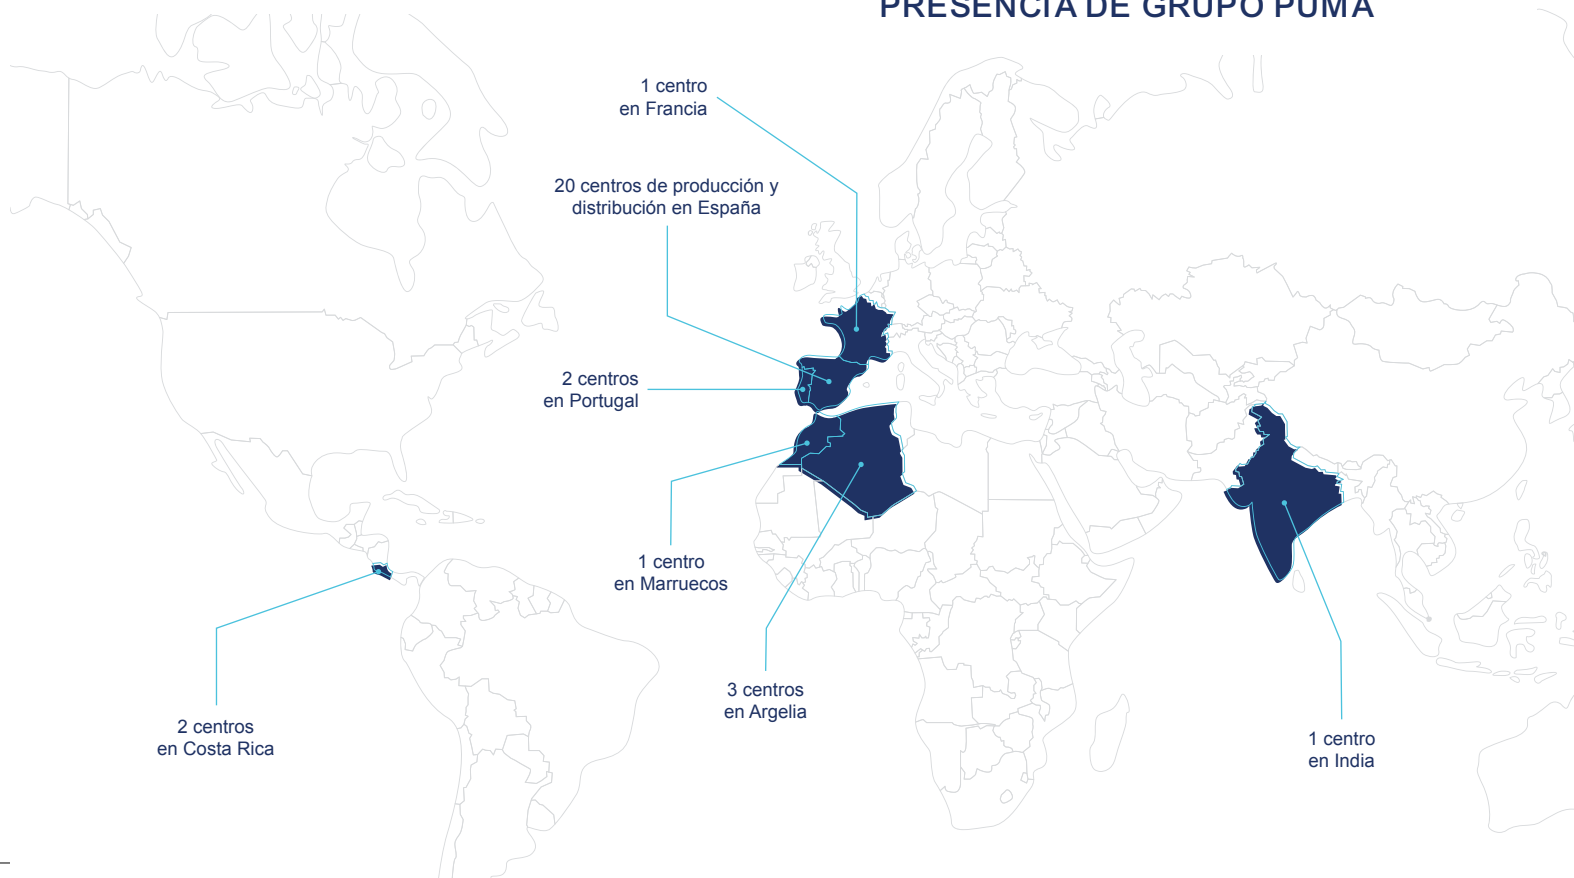 PRESENCIA DE GRUPO PUMA
1 centro
en Francia
20 centros de producción y
distribución en España
2 centros
en Portugal
1 centro
en Marruecos
3 centros
en Argelia
2 centros
en Costa Rica
1 centro
en India